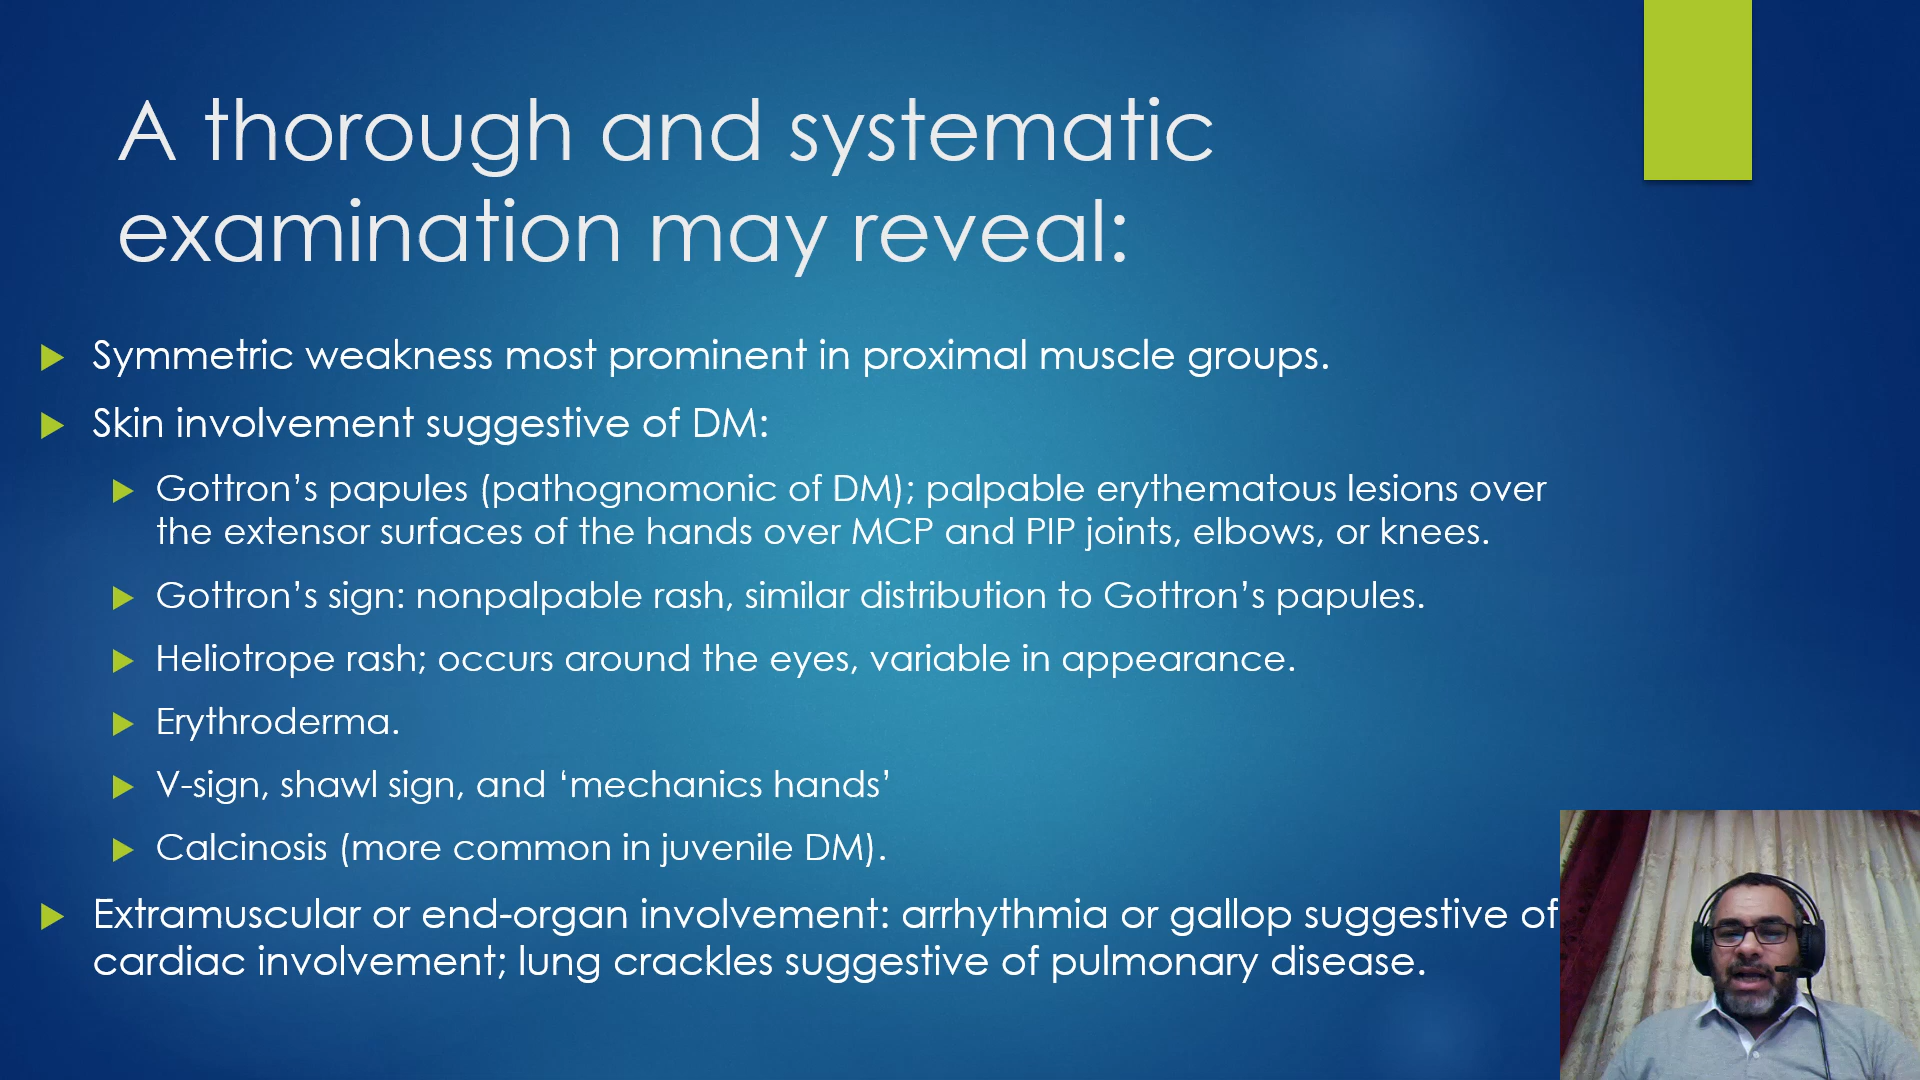 A thorough and systematic
examination may reveal:
Symmetric weakness most prominent in proximal muscle groups.
Skin involvement suggestive of DM:
Gottron’s papules (pathognomonic of DM); palpable erythematous lesions over
the extensor surfaces of the hands over MCP and PIP joints, elbows, or knees.
Gottron’s sign: nonpalpable rash, similar distribution to Gottron’s papules.
Heliotrope rash; occurs around the eyes, variable in appearance.
Erythroderma.
V-sign, shawl sign, and ‘mechanics hands’
Calcinosis (more common in juvenile DM).
Extramuscular or end-organ involvement: arrhythmia or gallop suggestive of
cardiac involvement; lung crackles suggestive of pulmonary disease.